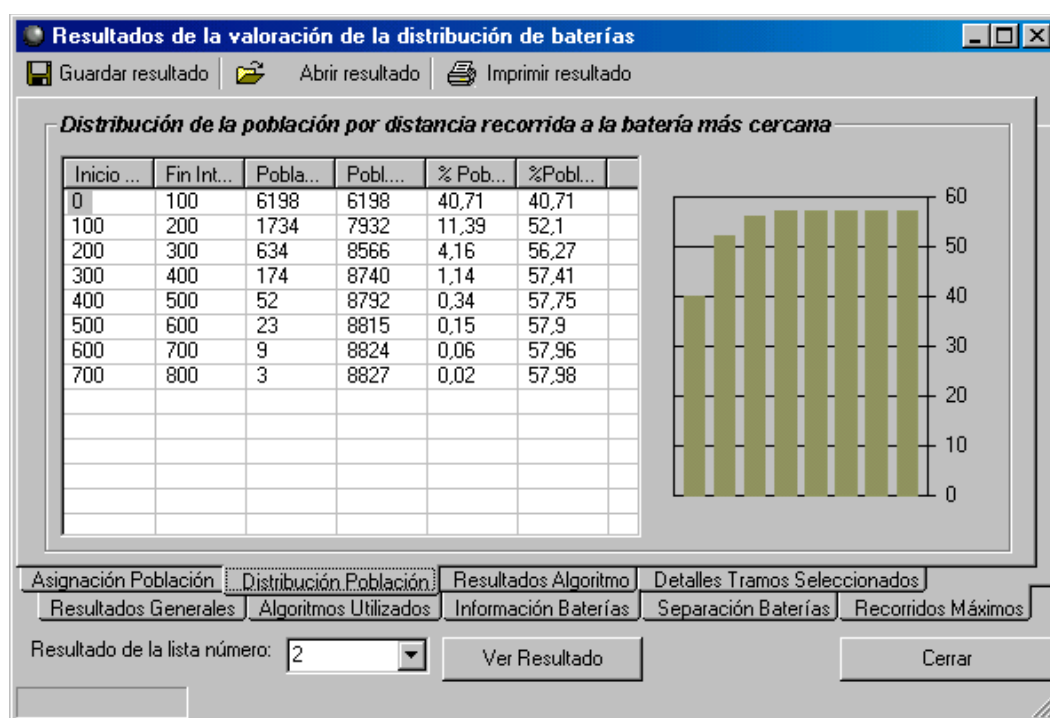 Resultados de la valoración de la distribución de baterías
Guardar resultado Abrir resultado Imprimir resultado
Distribución de la población por distancia recorrida a la batería más cercana
Inicio ... Fin Int... Pobla... Pobl.... % Pob... %Pobl...
0 100 6198 6198 40,71 40,71
100 200 1734 7932 11,39 52,1
200 300 634 8566 4,16 56,27
300 400 174 8740 1,14 57,41
400 500 52 8792 0,34 57,75
500 600 23 8815 0,15 57,9
600 700 9 8824 0,06 57,96
700 800 3 8827 0,02 57,98
60
50
40
30
20
10
0
Asignación Población Distribución Población Resultados Algoritmo Detalles Tramos Seleccionados
Resultados Generales Algoritmos Utilizados Información Baterías Separación Baterías Recorridos Máximos
Resultado de la lista número: 2 Ver Resultado Cerrar